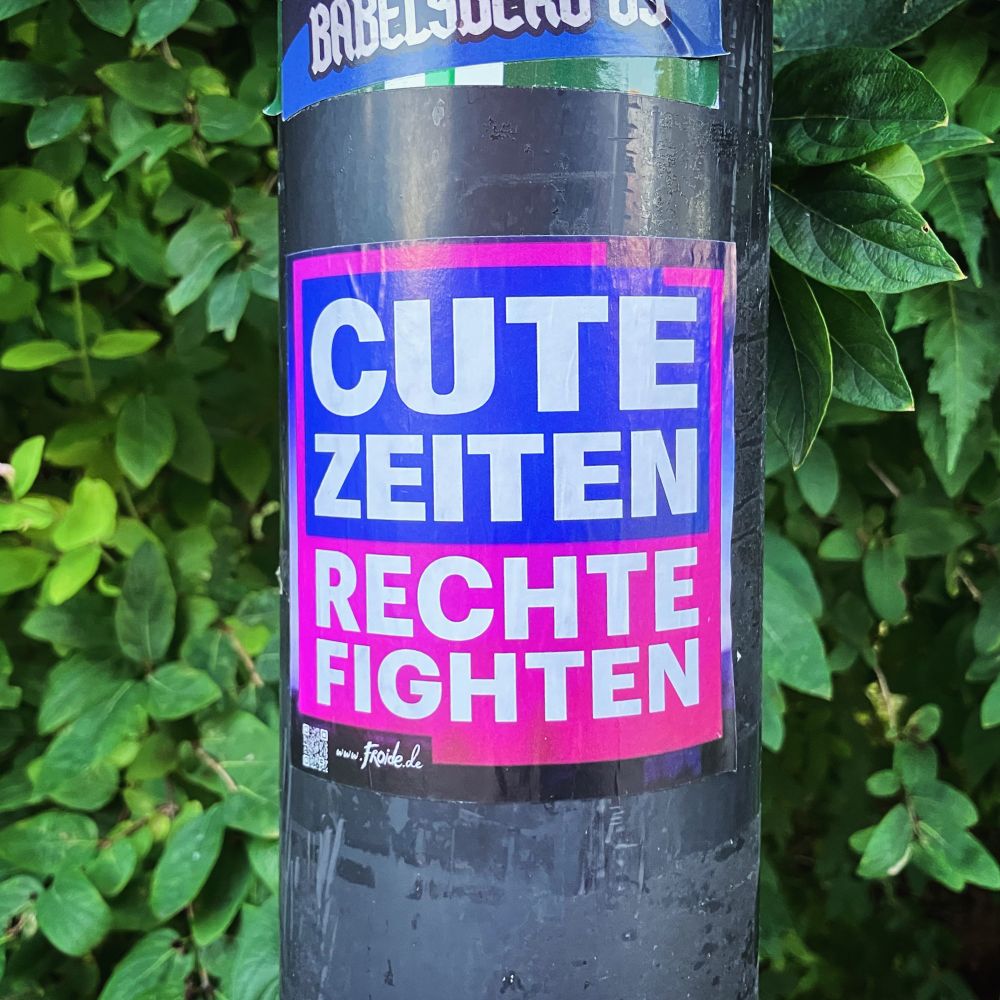 BABELSBERG 03
CUTE
ZEITEN
RECHTE
FIGHTEN
www.FRoide.de